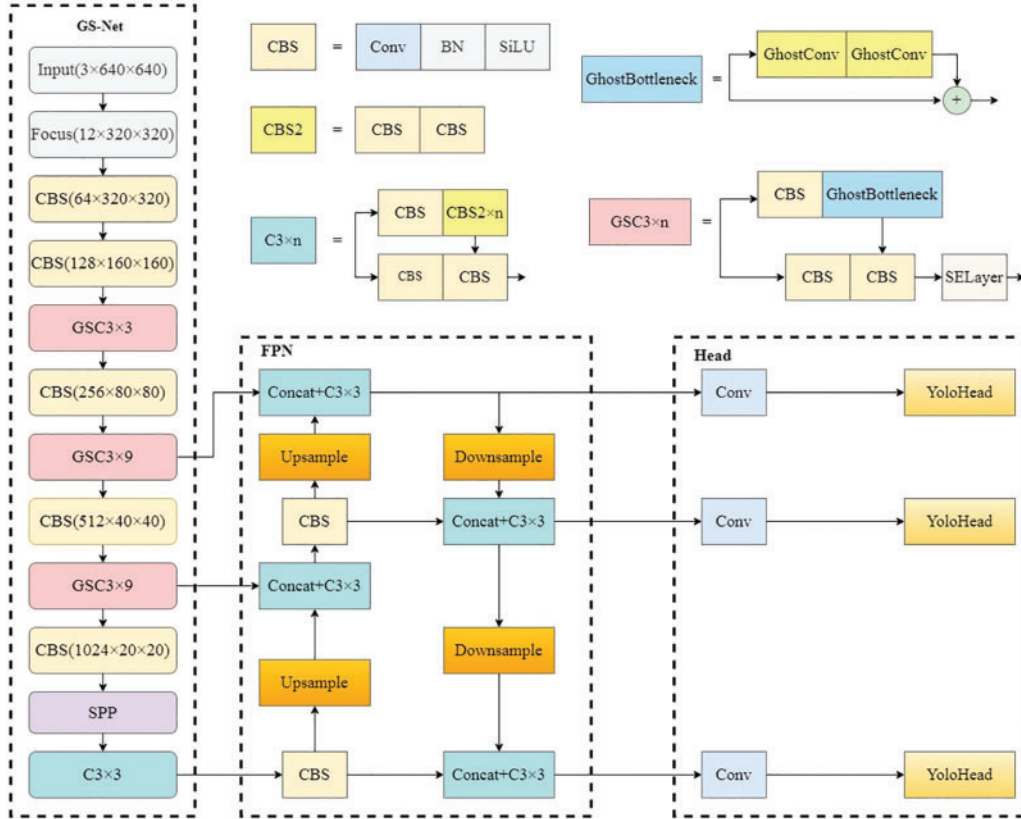 GS-Net
Input(3×640×640)
Focus(12×320×320)
CBS(64×320×320)
CBS(128×160×160)
GSC3×3
CBS(256×80×80)
GSC3×9
CBS(512×40×40)
GSC3×9
CBS(1024×20×20)
SPP
C3×3
CBS = Conv BN SiLU
CBS2 = CBS CBS
C3×n = CBS CBS2×n
CBS CBS
GhostBottleneck = GhostConv GhostConv
+
GSC3×n = CBS GhostBottleneck
CBS CBS SELayer
FPN
Concat+C3×3
Upsample Downsample
CBS Concat+C3×3
Concat+C3×3
Upsample Downsample
CBS Concat+C3×3
Head
Conv YoloHead
Conv YoloHead
Conv YoloHead